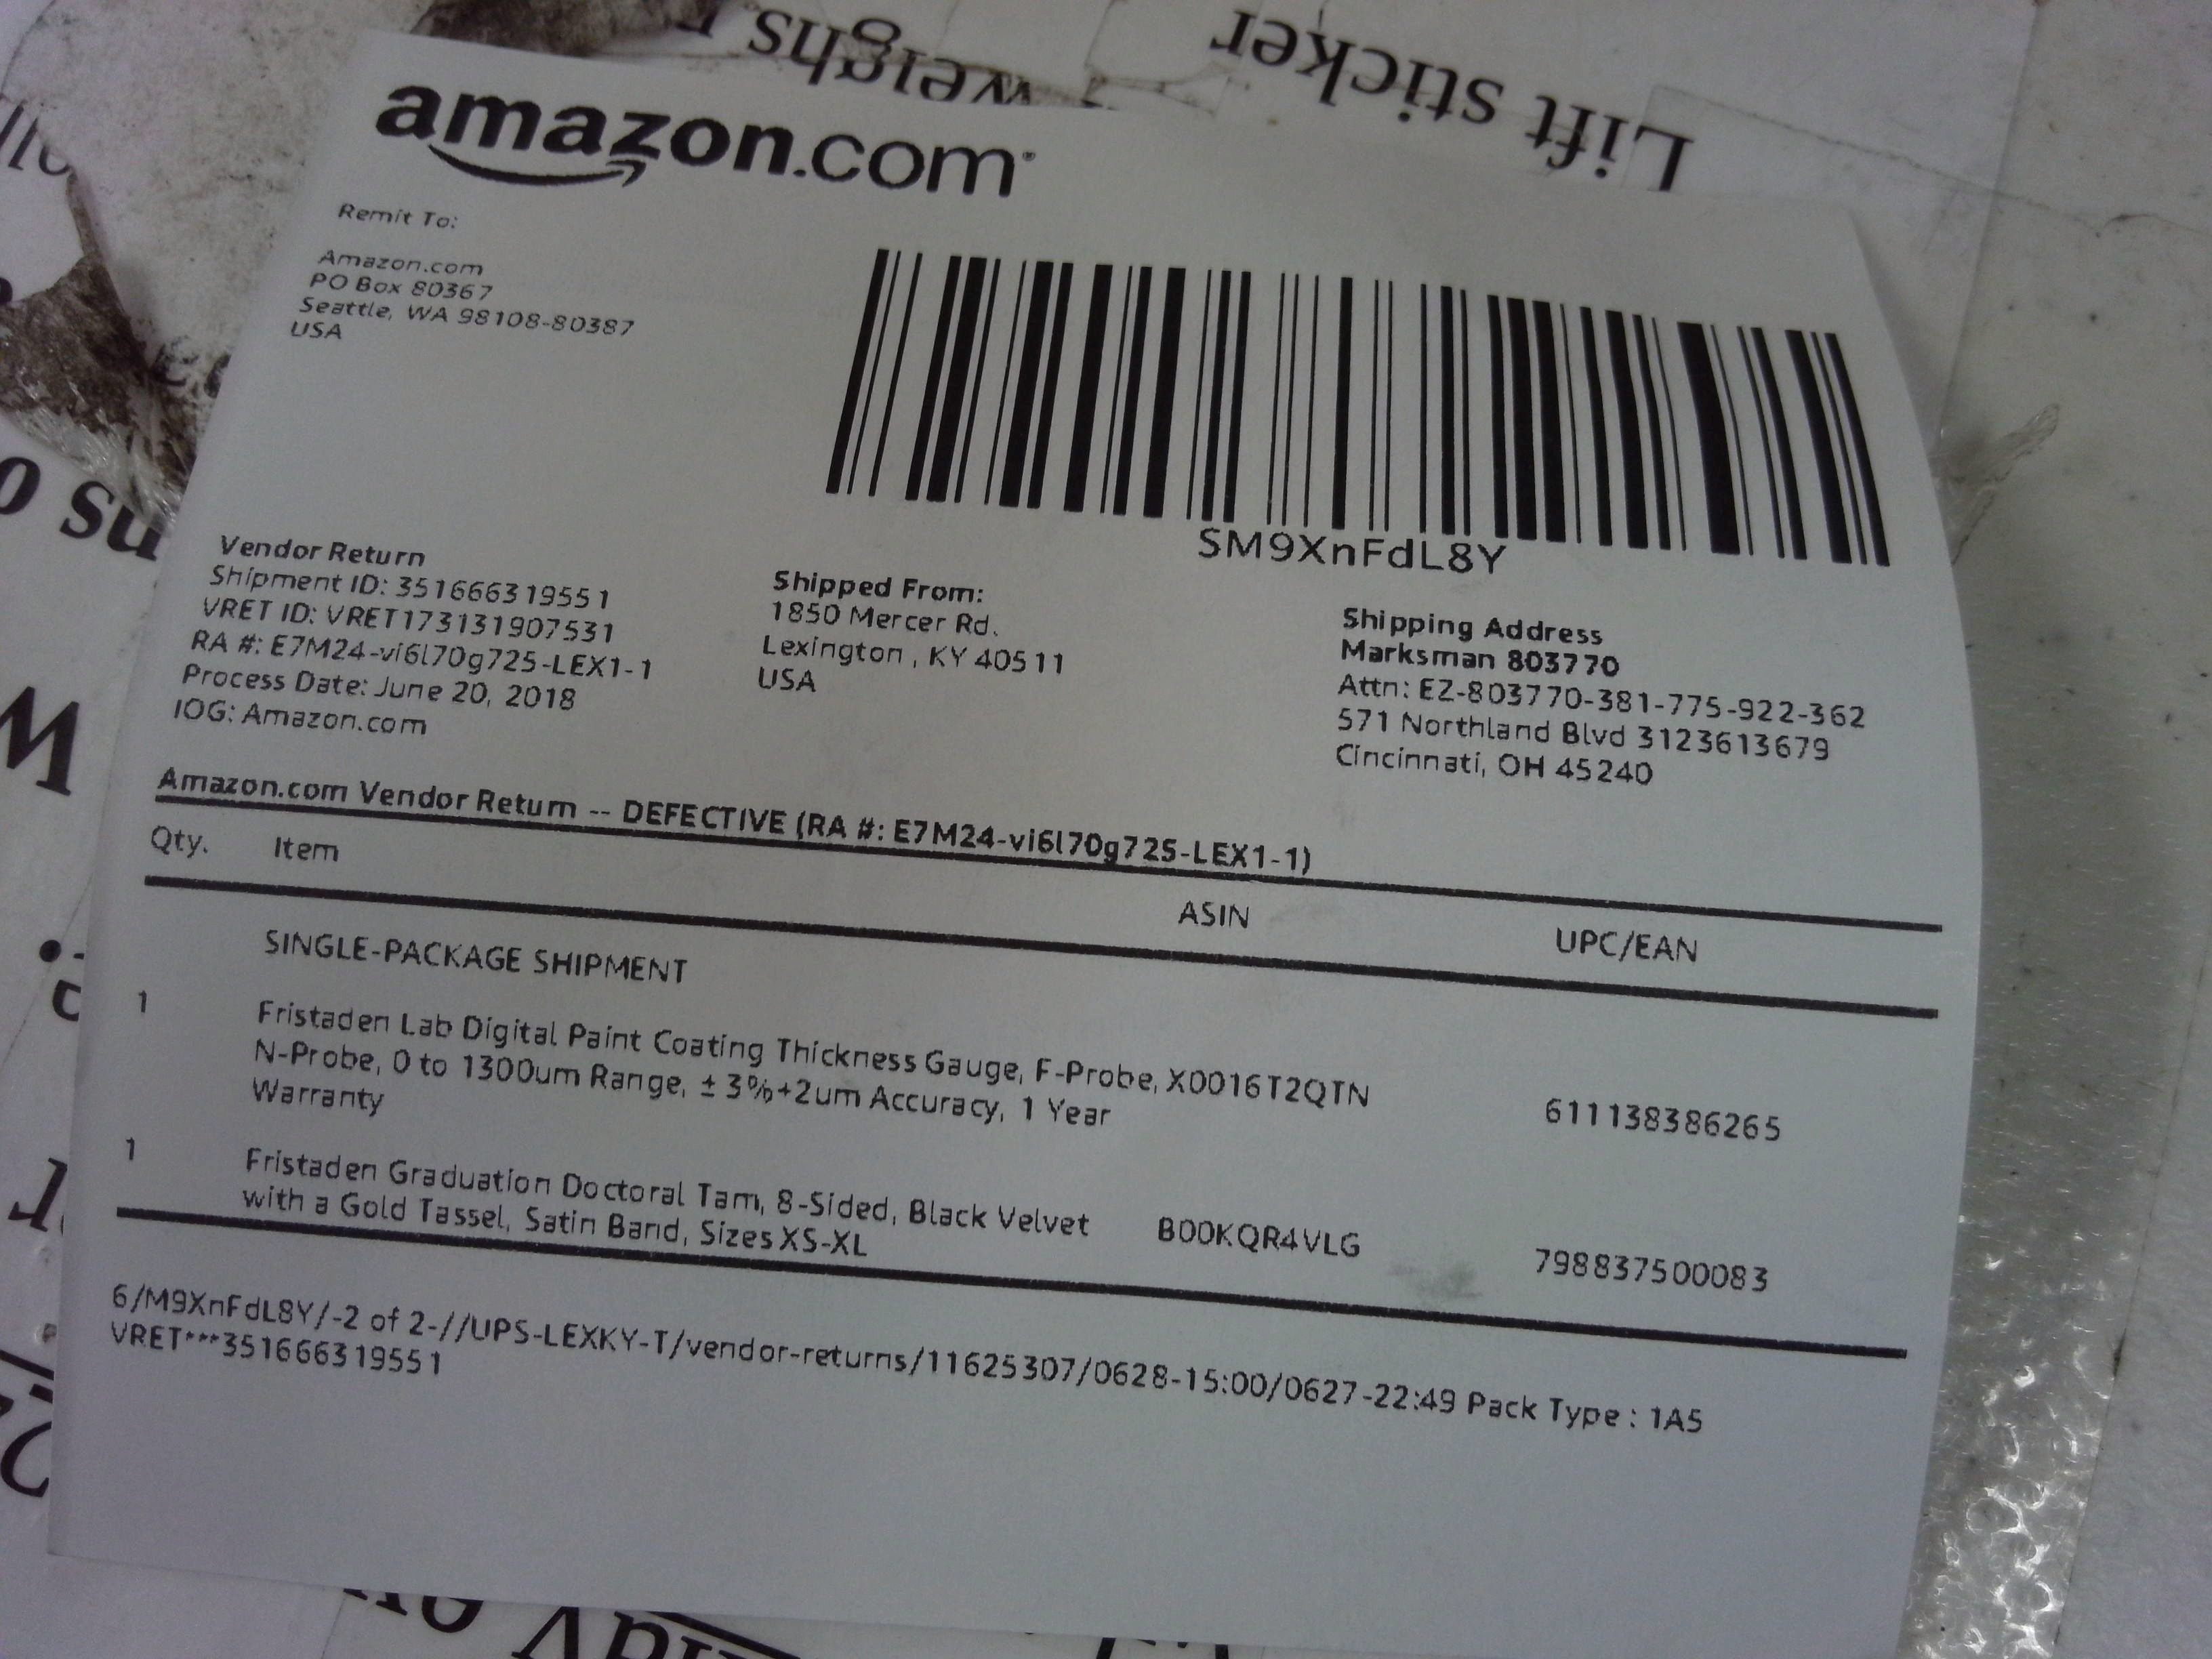 Lift sticker
weighs
amazon.com
Remit To:
Amazon.com
PO Box 80367
Seattle, WA 98108-80387
USA
SM9XnFdL8Y
Vendor Return
Shipment ID: 351666319551
VRET ID: VRET173131907531
RA #: E7M24-vi6l70g725-LEX1-1
Process Date: June 20, 2018
IOG: Amazon.com
Shipped From:
1850 Mercer Rd.
Lexington , KY 40511
USA
Shipping Address
Marksman 803770
Attn: EZ-803770-381-775-922-362
571 Northland Blvd 3123613679
Cincinnati, OH 45240
Amazon.com Vendor Return -- DEFECTIVE (RA #: E7M24-vi6l70g725-LEX1-1)
Qty. Item ASIN UPC/EAN
SINGLE-PACKAGE SHIPMENT
1 Fristaden Lab Digital Paint Coating Thickness Gauge, F-Probe, X0016T2QTN 611138386265
N-Probe, 0 to 1300um Range, ± 3%+2um Accuracy, 1 Year
Warranty
1 Fristaden Graduation Doctoral Tam, 8-Sided, Black Velvet B00KQR4VLG 798837500083
with a Gold Tassel, Satin Band, Sizes XS-XL
6/M9XnFdL8Y/-2 of 2-//UPS-LEXKY-T/vendor-returns/11625307/0628-15:00/0627-22:49 Pack Type : 1A5
VRET***351666319551